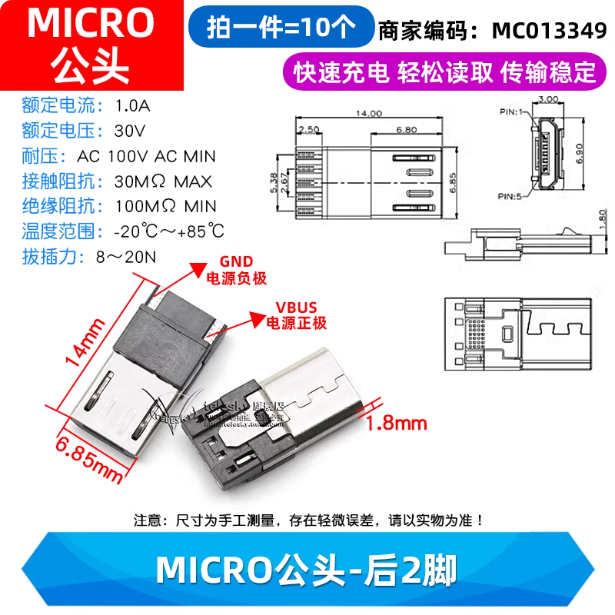 MICRO
公头
拍一件=10个
商家编码：MC013349
快速充电 轻松读取 传输稳定
额定电流：1.0A
额定电压：30V
耐压：AC 100V AC MIN
接触阻抗：30MΩ MAX
绝缘阻抗：100MΩ MIN
温度范围：-20℃～+85℃
拔插力：8～20N
14.00
2.50
6.80
5.38
2.67
6.85
PIN:1
3.00
6.90
PIN:5
1.80
GND
电源负极
VBUS
电源正极
14mm
6.85mm
1.8mm
telesky 旗舰店
注意：尺寸为手工测量，存在轻微误差，请以实物为准！
MICRO公头-后2脚